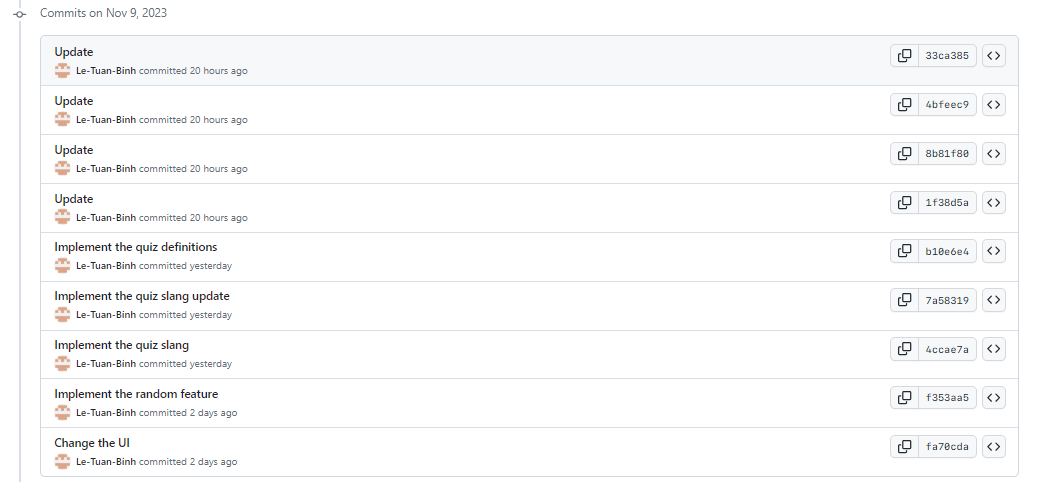 Commits on Nov 9, 2023
Update
33ca385
Le-Tuan-Binh committed 20 hours ago
Update
4bfeec9
Le-Tuan-Binh committed 20 hours ago
Update
8b81f80
Le-Tuan-Binh committed 20 hours ago
Update
1f38d5a
Le-Tuan-Binh committed 20 hours ago
Implement the quiz definitions
b10e6e4
Le-Tuan-Binh committed yesterday
Implement the quiz slang update
7a58319
Le-Tuan-Binh committed yesterday
Implement the quiz slang
4ccae7a
Le-Tuan-Binh committed yesterday
Implement the random feature
f353aa5
Le-Tuan-Binh committed 2 days ago
Change the UI
fa70cda
Le-Tuan-Binh committed 2 days ago